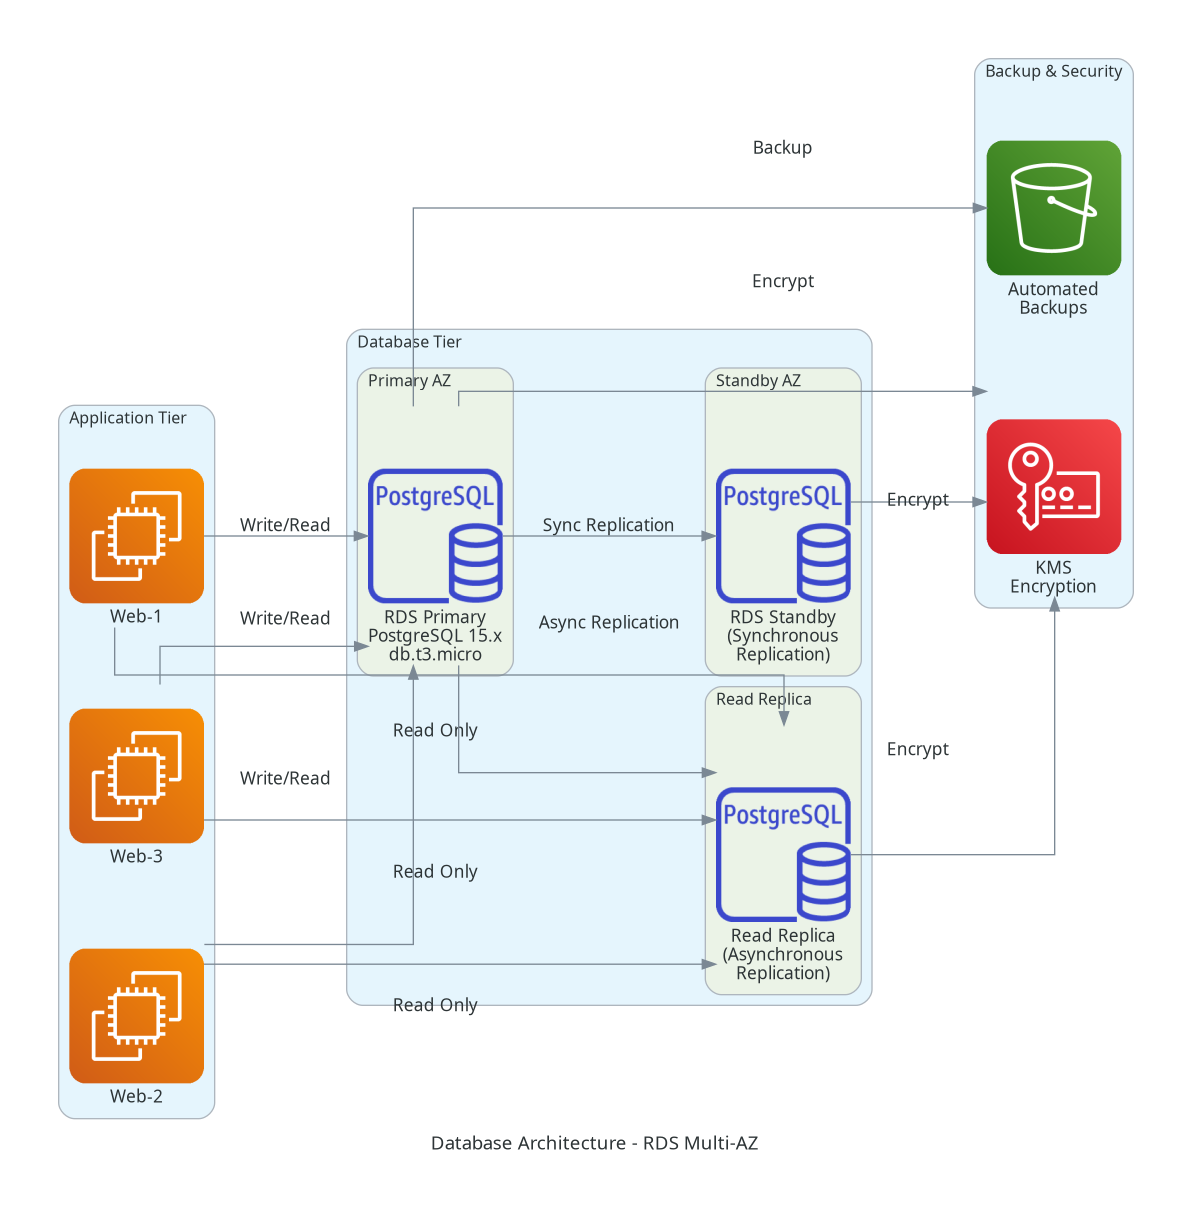 Backup & Security
Backup
Encrypt
Automated
Backups
Database Tier
Primary AZ
Standby AZ
Application Tier
PostgreSQL
PostgreSQL
Encrypt
Write/Read
Sync Replication
KMS
Encryption
Web-1
Write/Read
RDS Primary
PostgreSQL 15.x
db.t3.micro
Async Replication
RDS Standby
(Synchronous
Replication)
Read Replica
Read Only
Encrypt
Write/Read
PostgreSQL
Web-3
Read Only
Read Replica
(Asynchronous
Replication)
Read Only
Web-2
Database Architecture - RDS Multi-AZ